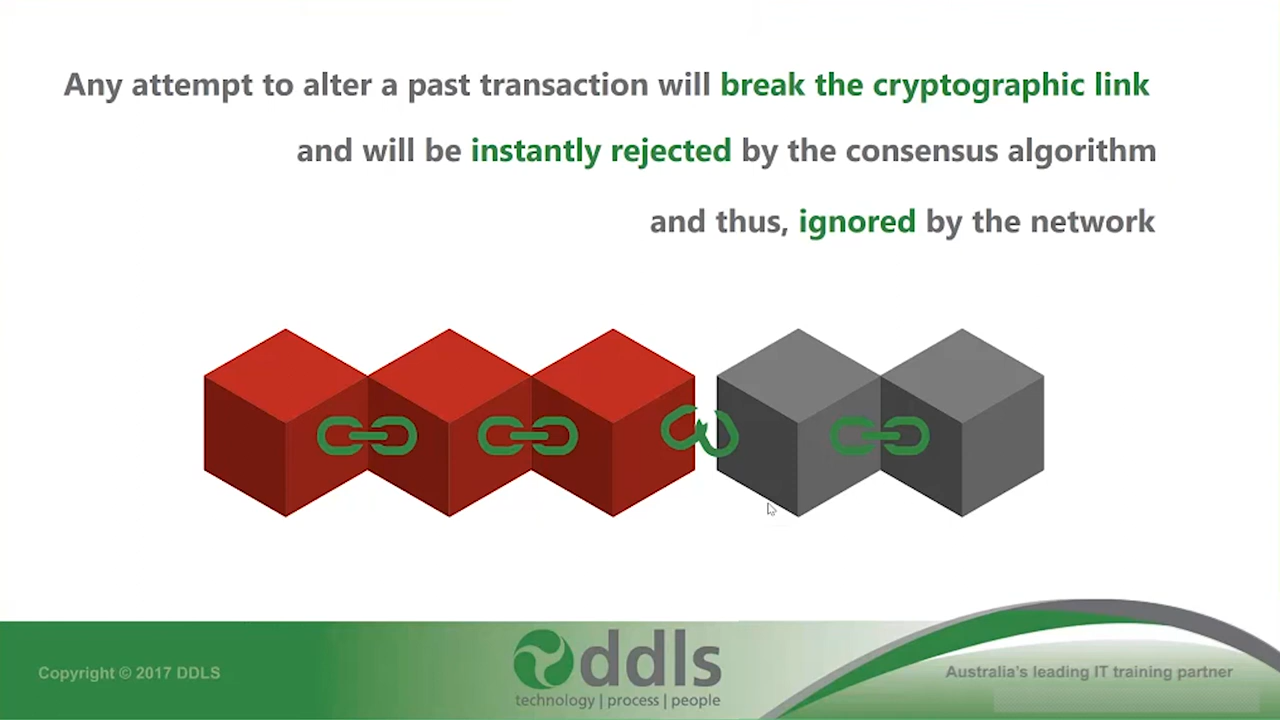 Any attempt to alter a past transaction will break the cryptographic link
and will be instantly rejected by the consensus algorithm
and thus, ignored by the network
Copyright © 2017 DDLS
ddls
technology | process | people
Australia's leading IT training partner